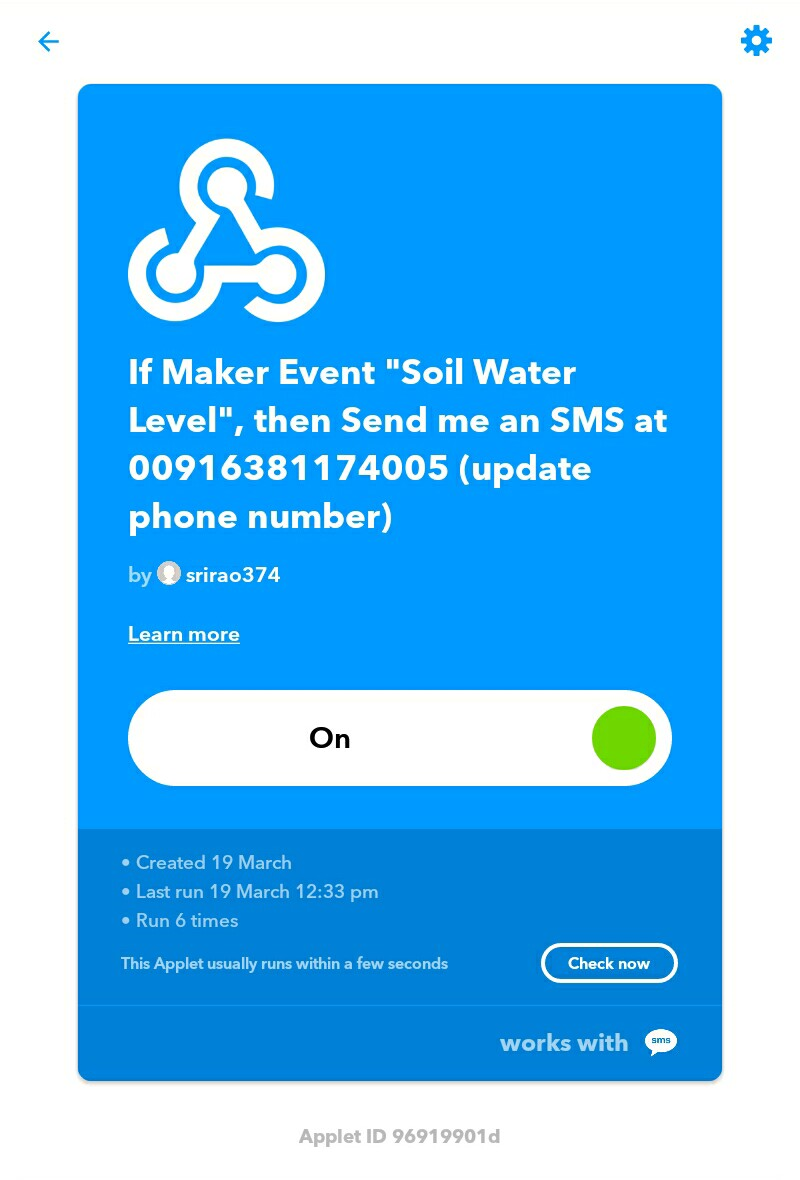 If Maker Event "Soil Water
Level", then Send me an SMS at
00916381174005 (update
phone number)
by srirao374
Learn more
On
• Created 19 March
• Last run 19 March 12:33 pm
• Run 6 times
This Applet usually runs within a few seconds
Check now
works with sms
Applet ID 96919901d